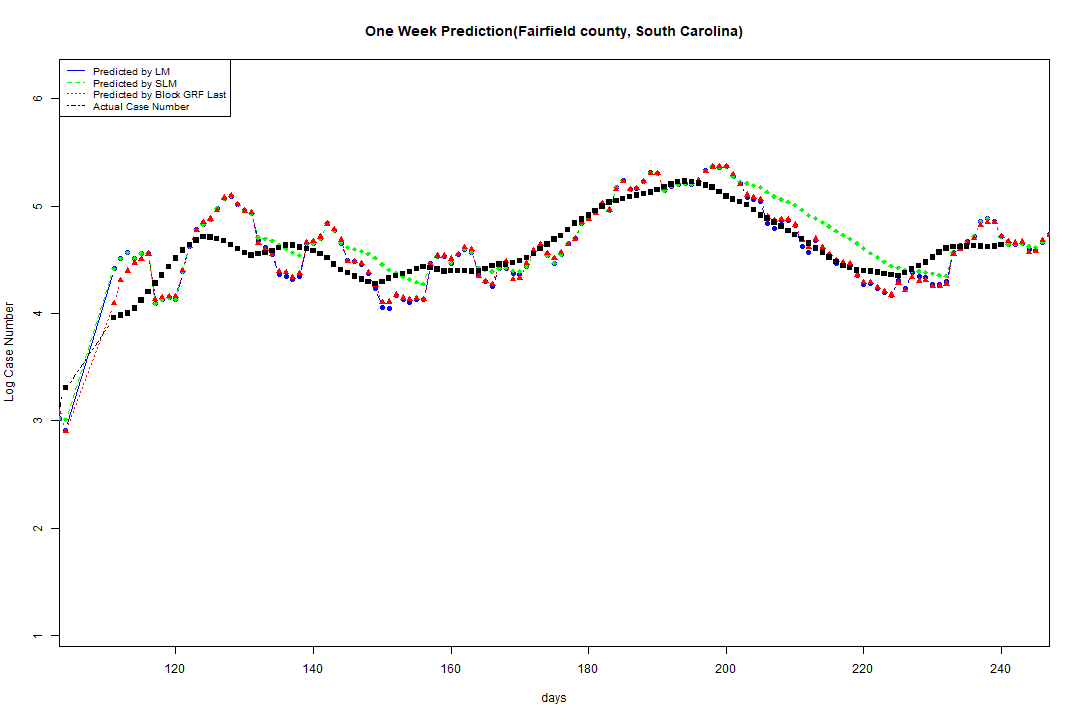 One Week Prediction(Fairfield county, South Carolina)
Predicted by LM
Predicted by SLM
Predicted by Block GRF Last
Actual Case Number
6
5
4
3
2
1
Log Case Number
120 140 160 180 200 220 240
days